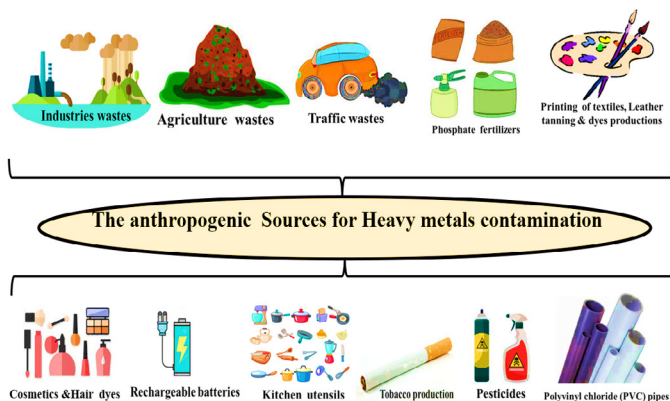 Industries wastes
Agriculture wastes
Traffic wastes
Phosphate fertilizers
Printing of textiles, Leather
tanning & dyes productions
The anthropogenic Sources for Heavy metals contamination
Cosmetics &Hair dyes
Rechargeable batteries
Kitchen utensils
Tobacco production
Pesticides
Polyvinyl chloride (PVC) pipes